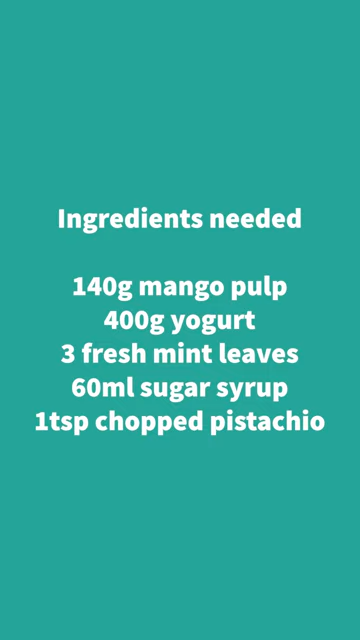 Ingredients needed
140g mango pulp
400g yogurt
3 fresh mint leaves
60ml sugar syrup
1tsp chopped pistachio